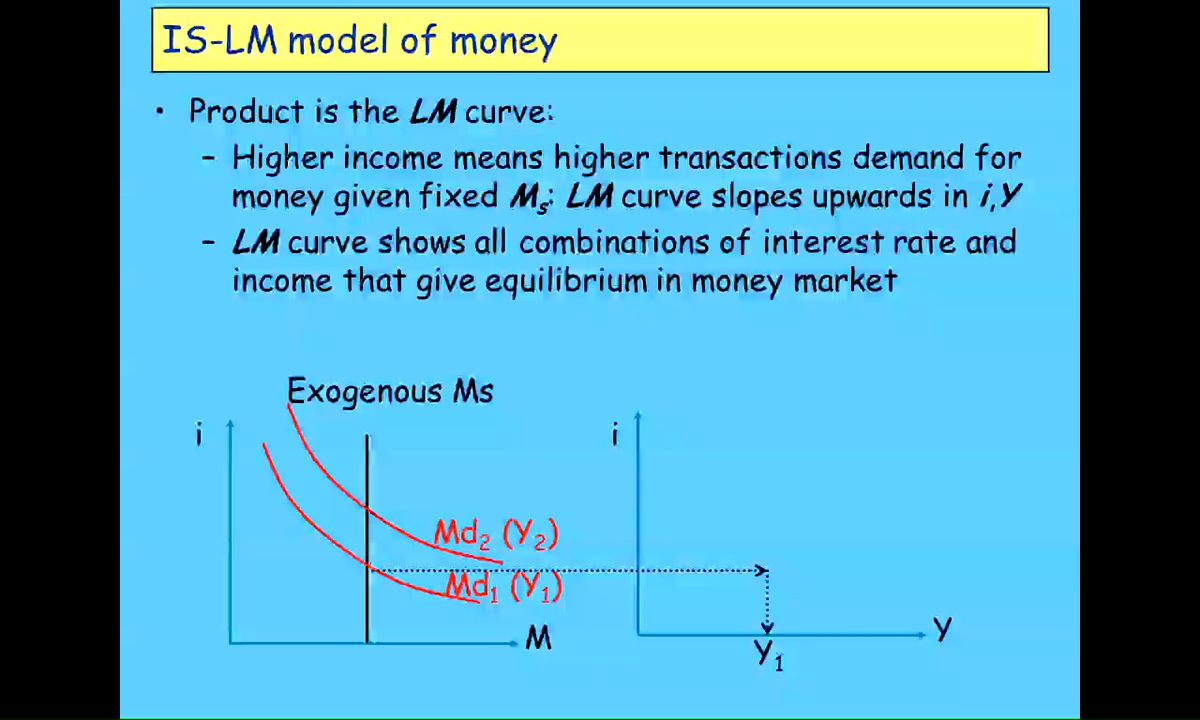 IS-LM model of money
• Product is the LM curve:
– Higher income means higher transactions demand for
money given fixed Ms: LM curve slopes upwards in i,Y
– LM curve shows all combinations of interest rate and
income that give equilibrium in money market
Exogenous Ms
i
i
Md2 (Y2)
Md1 (Y1)
M
Y
Y1